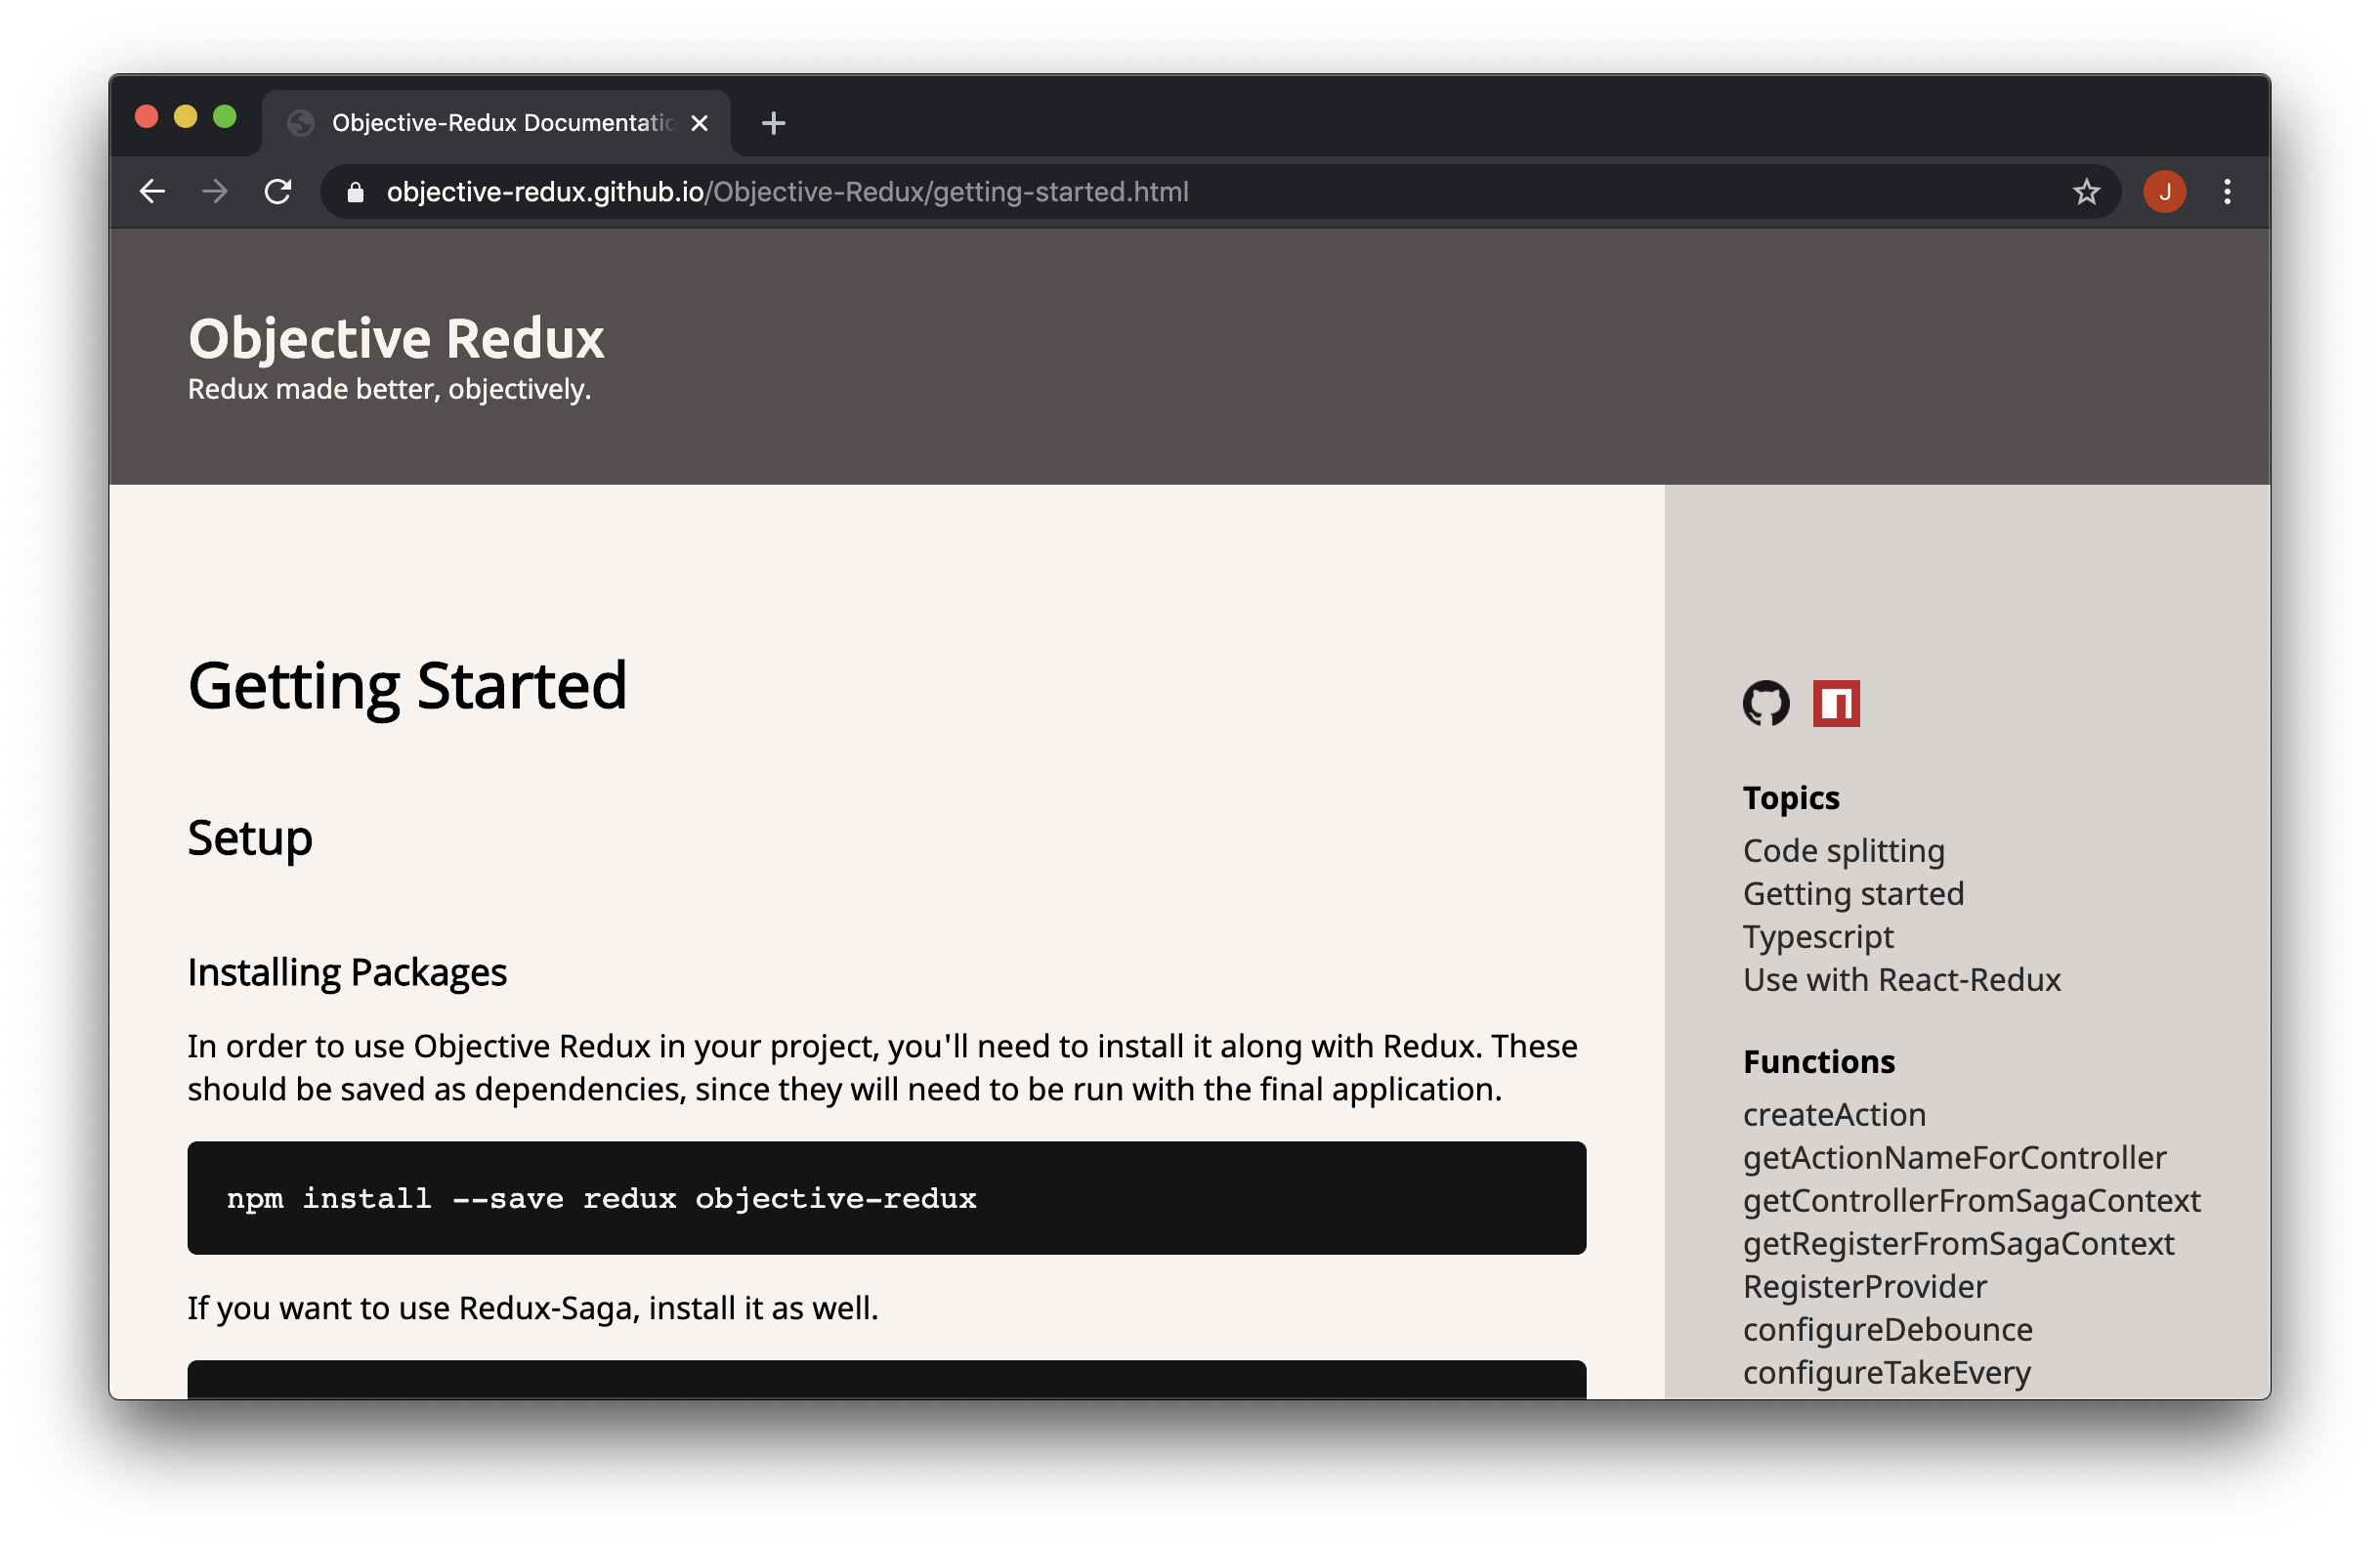 Objective-Redux Documentatic
objective-redux.github.io/Objective-Redux/getting-started.html
J
Objective Redux
Redux made better, objectively.
Getting Started
Setup
Installing Packages
In order to use Objective Redux in your project, you'll need to install it along with Redux. These
should be saved as dependencies, since they will need to be run with the final application.
npm install --save redux objective-redux
If you want to use Redux-Saga, install it as well.
Topics
Code splitting
Getting started
Typescript
Use with React-Redux
Functions
createAction
getActionNameForController
getControllerFromSagaContext
getRegisterFromSagaContext
RegisterProvider
configureDebounce
configureTakeEvery